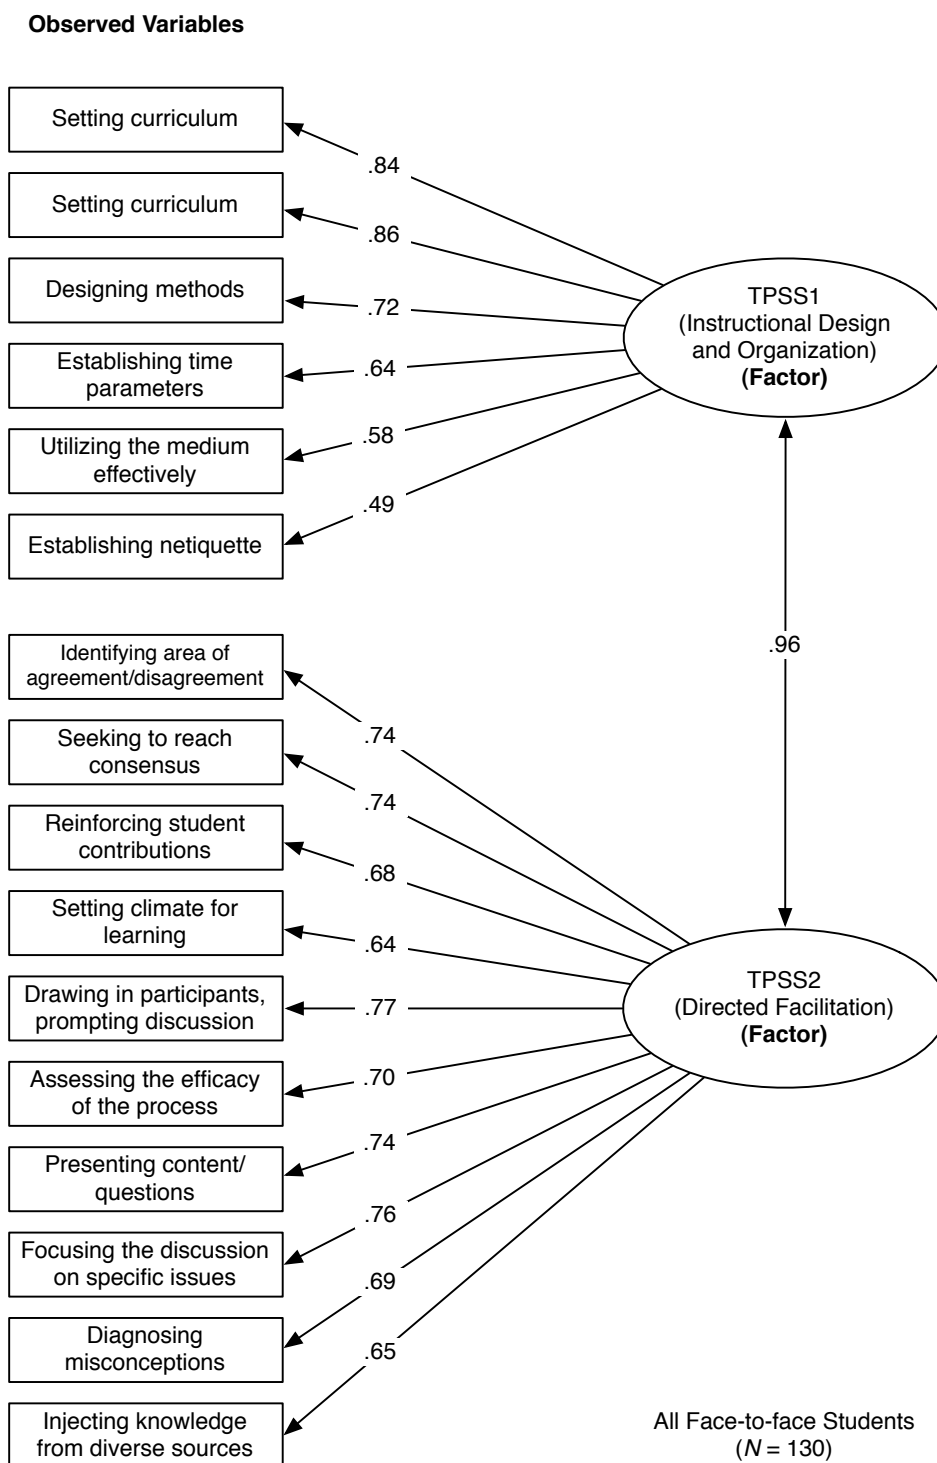 Observed Variables
Setting curriculum
.84
Setting curriculum
.86
Designing methods
.72
Establishing time
parameters
.64
Utilizing the medium
effectively
.58
Establishing netiquette
.49
TPSS1
(Instructional Design
and Organization)
(Factor)
.96
Identifying area of
agreement/disagreement
.74
Seeking to reach
consensus
.74
Reinforcing student
contributions
.68
Setting climate for
learning
.64
Drawing in participants,
prompting discussion
.77
Assessing the efficacy
of the process
.70
Presenting content/
questions
.74
Focusing the discussion
on specific issues
.76
Diagnosing
misconceptions
.69
Injecting knowledge
from diverse sources
.65
TPSS2
(Directed Facilitation)
(Factor)
All Face-to-face Students
(N = 130)